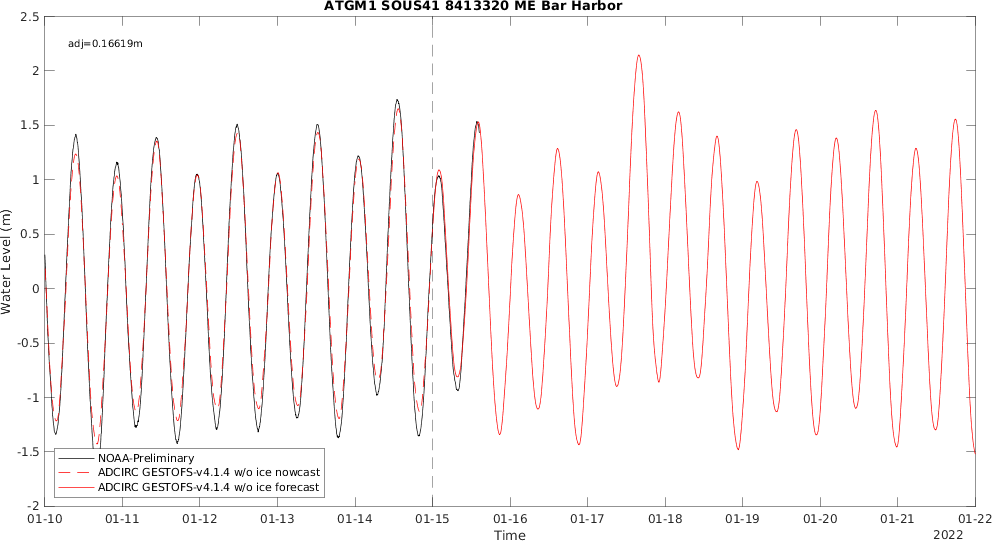 ATGM1 SOUS41 8413320 ME Bar Harbor
adj=0.16619m
2.5
2
1.5
1
0.5
0
-0.5
-1
-1.5
-2
Water Level (m)
NOAA-Preliminary
ADCIRC GESTOFS-v4.1.4 w/o ice nowcast
ADCIRC GESTOFS-v4.1.4 w/o ice forecast
01-10 01-11 01-12 01-13 01-14 01-15 01-16 01-17 01-18 01-19 01-20 01-21 01-22
Time
2022